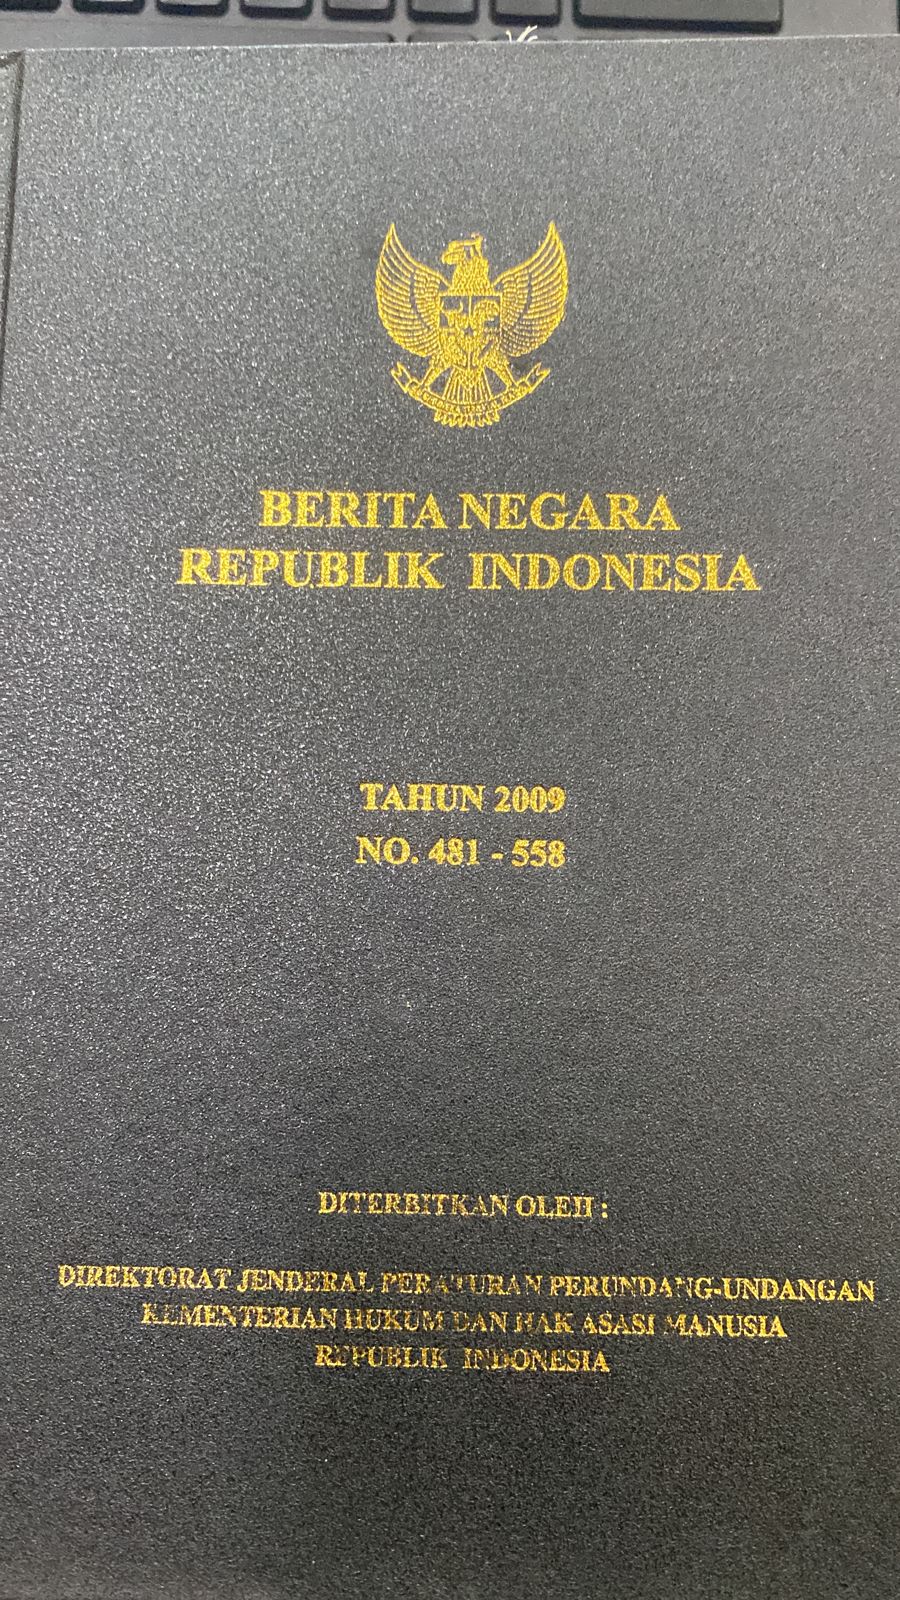 BERITA NEGARA
REPUBLIK INDONESIA
TAHUN 2009
NO. 481 - 558
DITERBITKAN OLEH :
DIREKTORAT JENDERAL PERATURAN PERUNDANG-UNDANGAN
KEMENTERIAN HUKUM DAN HAK ASASI MANUSIA
REPUBLIK INDONESIA